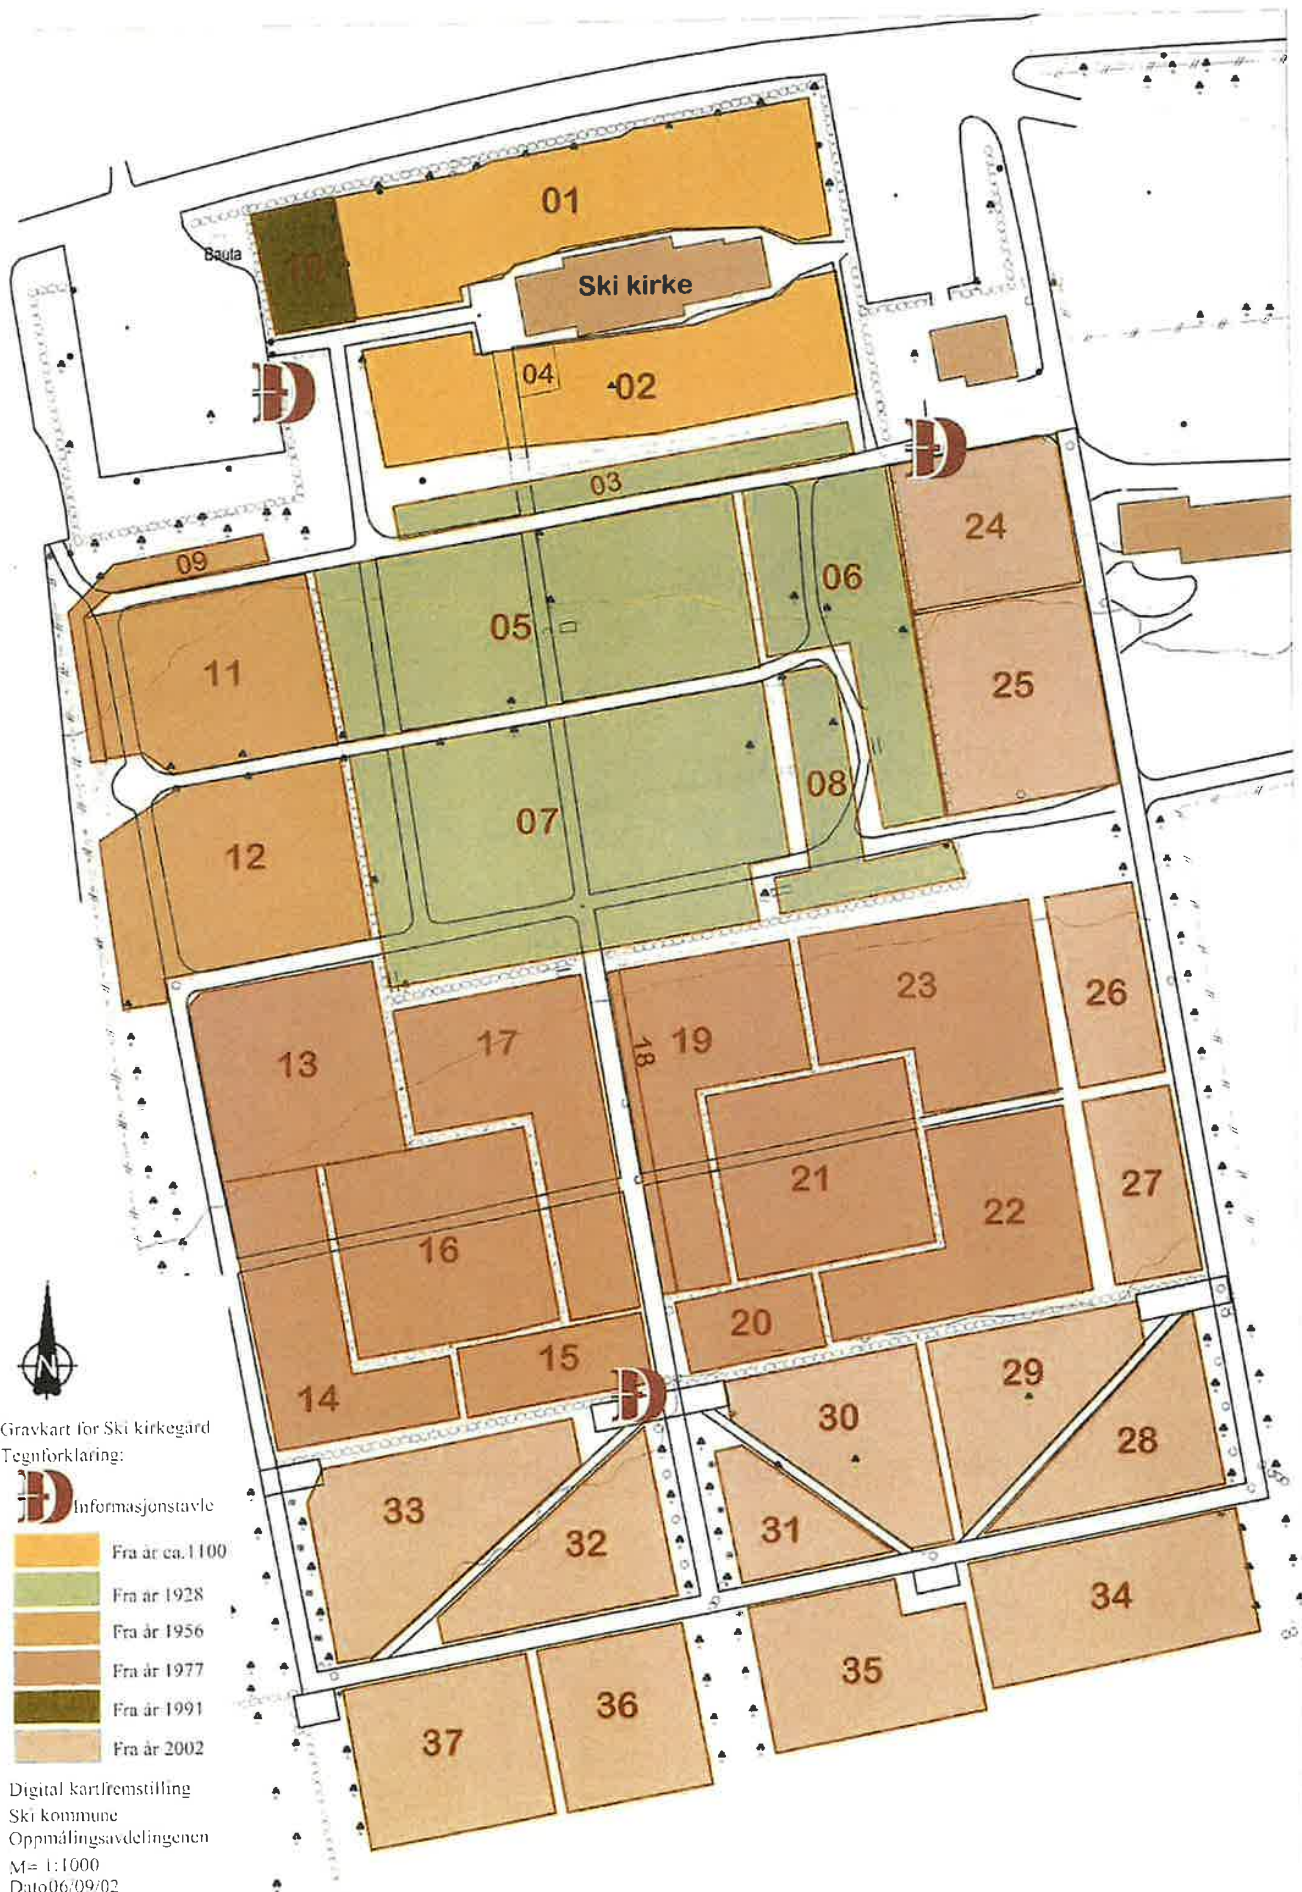 01
Bauta
10
Ski kirke
04
02
03
24
09
06
05
11
25
08
07
12
23
26
17
19
18
13
21
27
22
16
20
15
29
14
30
28
33
31
32
34
35
36
37
N
Gravkart for Ski kirkegård
Tegnforklaring:
Informasjonstavle
Fra år ca.1100
Fra år 1928
Fra år 1956
Fra år 1977
Fra år 1991
Fra år 2002
Digital kartfremstilling
Ski kommune
Oppmålingsavdelingenen
M= 1:1000
Dato06/09/02